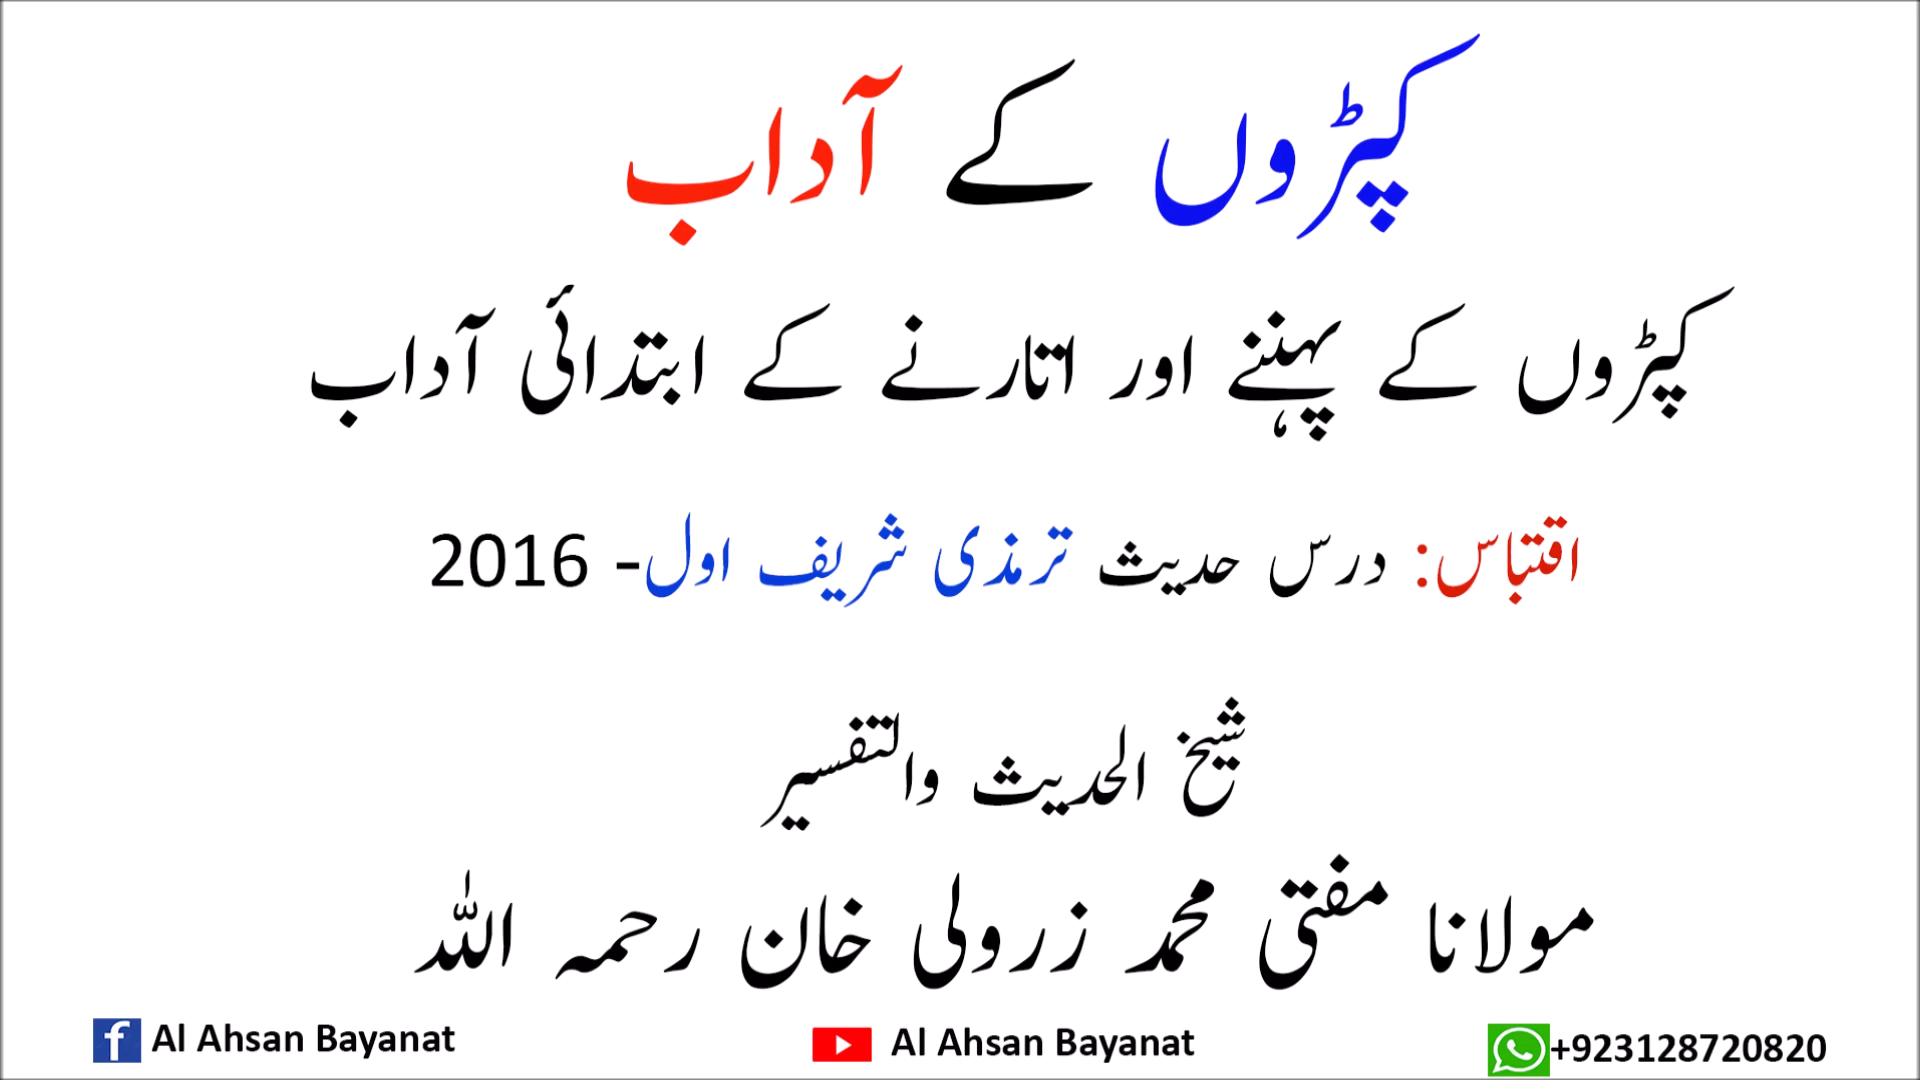 کپڑوں کے آداب
کپڑوں کے پہننے اور اتارنے کے ابتدائی آداب
اقتباس: درس حدیث ترمذی شریف اول- 2016
شیخ الحدیث والتفسیر
مولانا مفتی محمد زرولی خان رحمہ اللہ
Al Ahsan Bayanat
Al Ahsan Bayanat
+923128720820